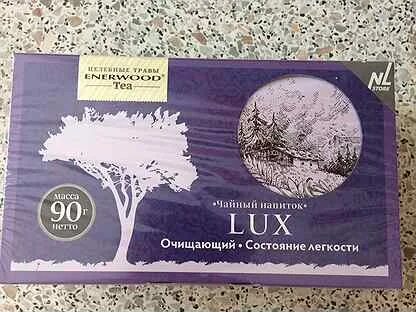 ЦЕЛЕБНЫЕ ТРАВЫ
ENERWOOD®
Tea
NL
STORE
масса
90г
нетто
•Чайный напиток•
LUX
Очищающий • Состояние легкости